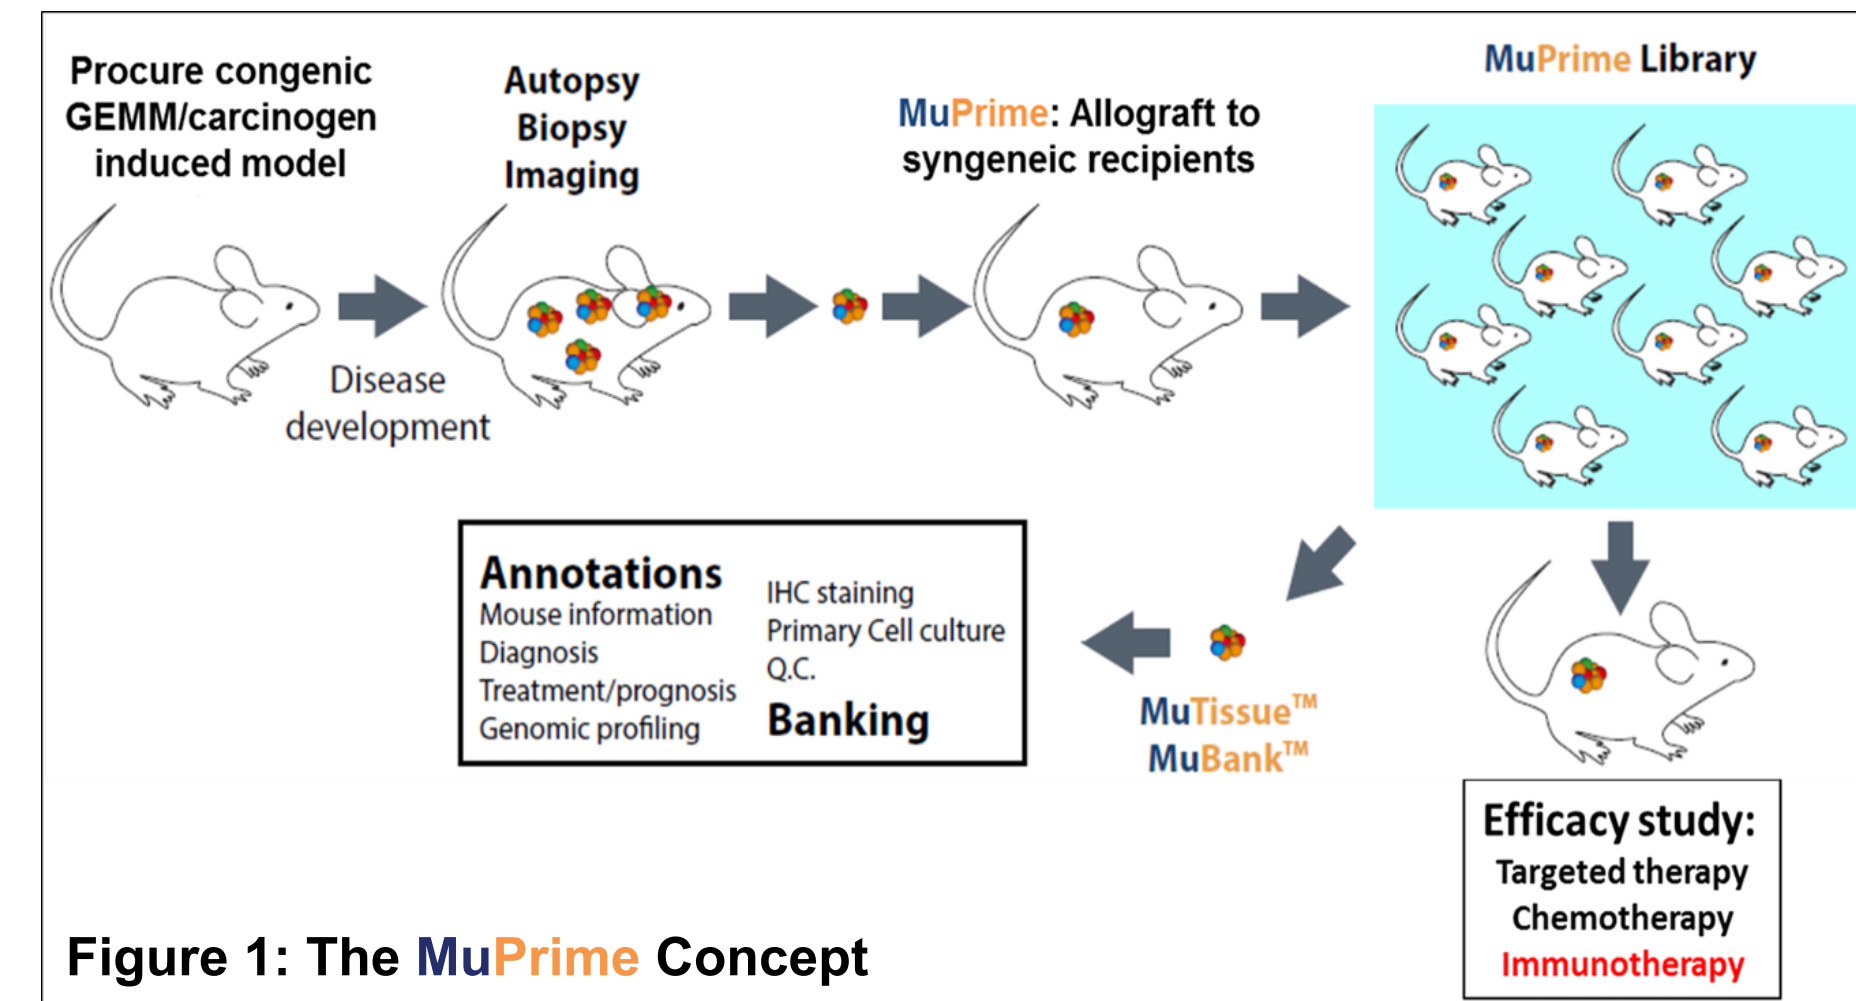 Procure congenic
GEMM/carcinogen
induced model
Autopsy
Biopsy
Imaging
MuPrime: Allograft to
syngeneic recipients
MuPrime Library
Disease
development
Annotations
Mouse information
Diagnosis
Treatment/prognosis
Genomic profiling
IHC staining
Primary Cell culture
Q.C.
Banking
MuTissue™
MuBank™
Efficacy study:
Targeted therapy
Chemotherapy
Immunotherapy
Figure 1: The MuPrime Concept